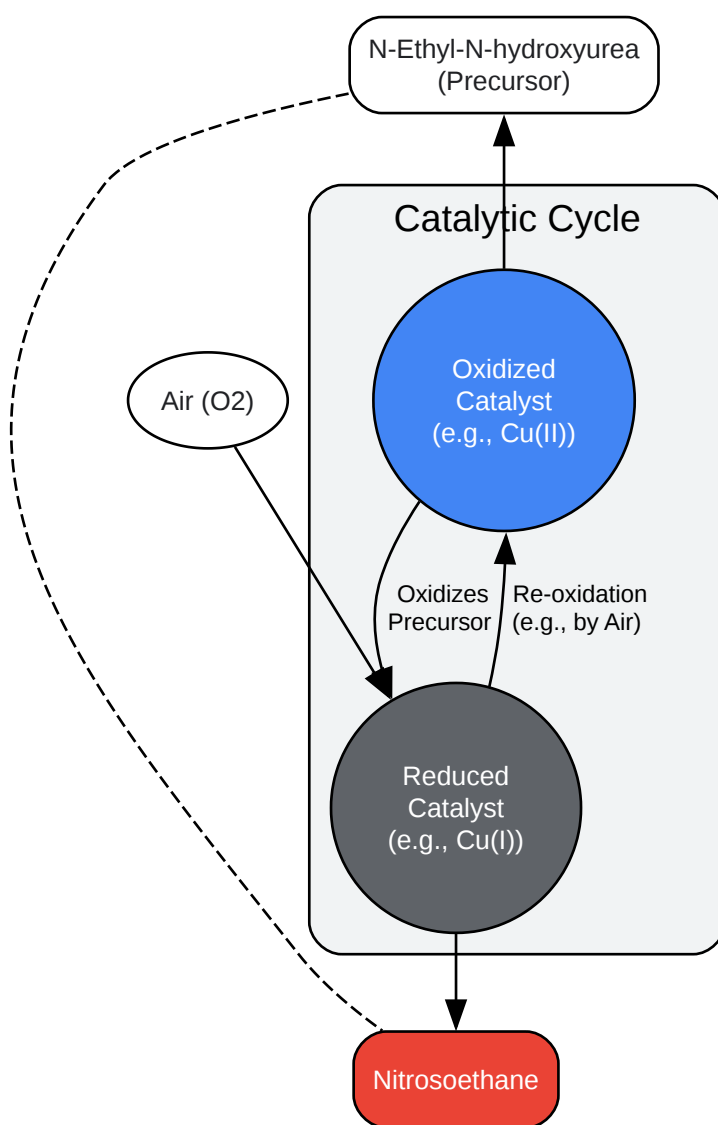 N-Ethyl-N-hydroxyurea
(Precursor)
Catalytic Cycle
Oxidized
Catalyst
(e.g., Cu(II))
Air (O2)
Oxidizes
Precursor
Re-oxidation
(e.g., by Air)
Reduced
Catalyst
(e.g., Cu(I))
Nitrosoethane